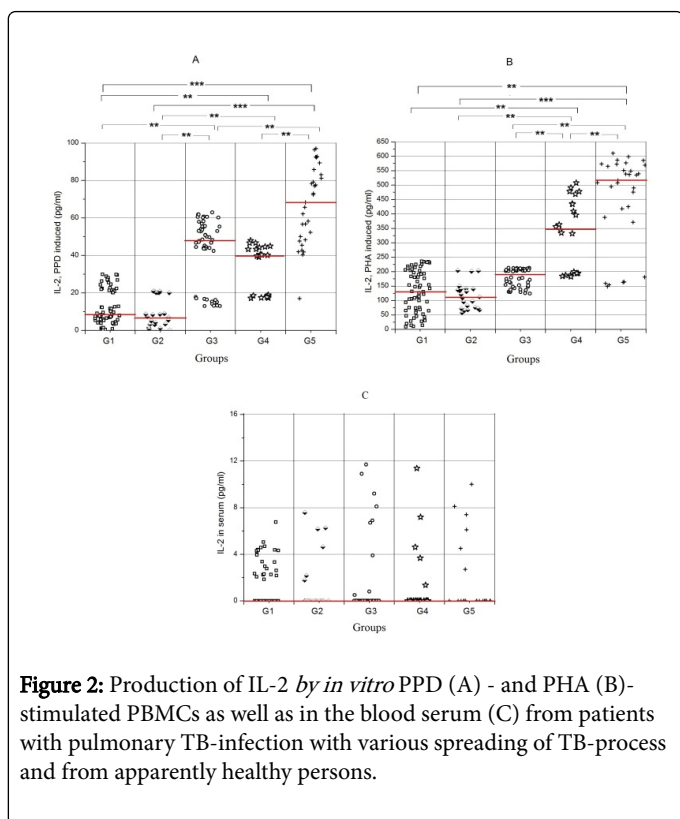 A
B
***
**
***
**
**
**
**
**
**
***
**
**
**
**
**
**
IL-2, PPD induced (pg/ml)
100
80
60
40
20
0
G1 G2 G3 G4 G5
Groups
IL-2, PHA induced (pg/ml)
650
600
550
500
450
400
350
300
250
200
150
100
50
0
G1 G2 G3 G4 G5
Groups
C
IL-2 in serum (pg/ml)
16
12
8
4
0
G1 G2 G3 G4 G5
Groups
Figure 2: Production of IL-2 by in vitro PPD (A) - and PHA (B)-
stimulated PBMCs as well as in the blood serum (C) from patients
with pulmonary TB-infection with various spreading of TB-process
and from apparently healthy persons.